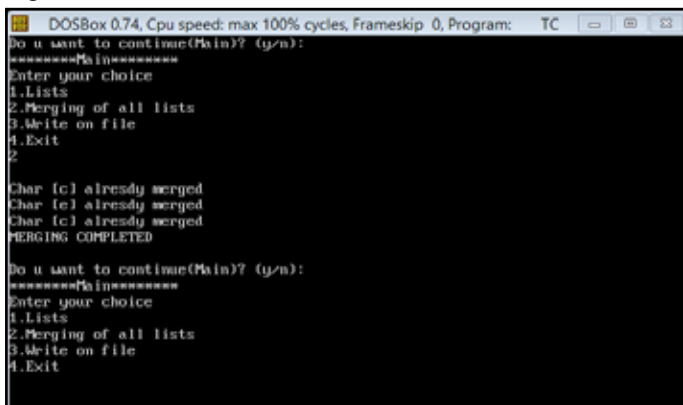 DOSBox 0.74, Cpu speed: max 100% cycles, Frameskip 0, Program: TC
Do u want to continue(Main)? (y/n):
********Main********
Enter your choice
1.Lists
2.Merging of all lists
3.Write on file
4.Exit
2
Char [c] alresdy merged
Char [e] alresdy merged
Char [c] alresdy merged
MERGING COMPLETED
Do u want to continue(Main)? (y/n):
********Main********
Enter your choice
1.Lists
2.Merging of all lists
3.Write on file
4.Exit